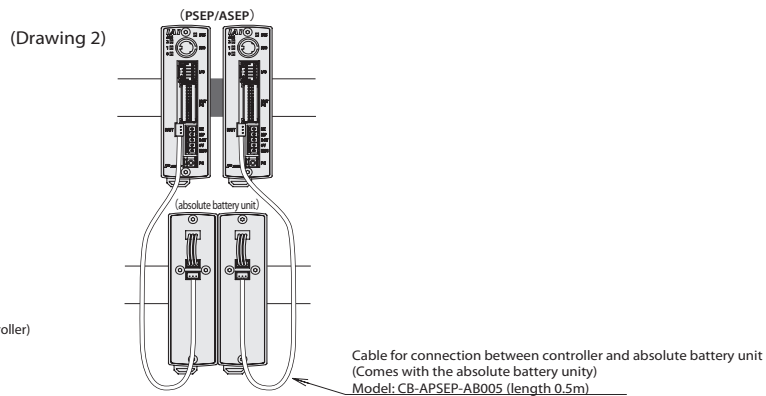 (PSEP/ASEP)
(Drawing 2)
(absolute battery unit)
oller)
Cable for connection between controller and absolute battery unit
(Comes with the absolute battery unity)
Model: CB-APSEP-AB005 (length 0.5m)